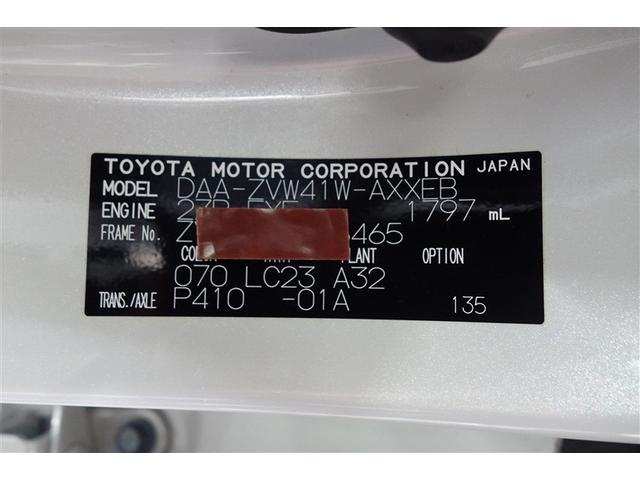 TOYOTA MOTOR CORPORATION JAPAN
MODEL DAA-ZVW41W-AXXEB
ENGINE 1797 mL
FRAME No. 465
PLANT OPTION
070 LC23 A32
TRANS./AXLE P410 -01A 135